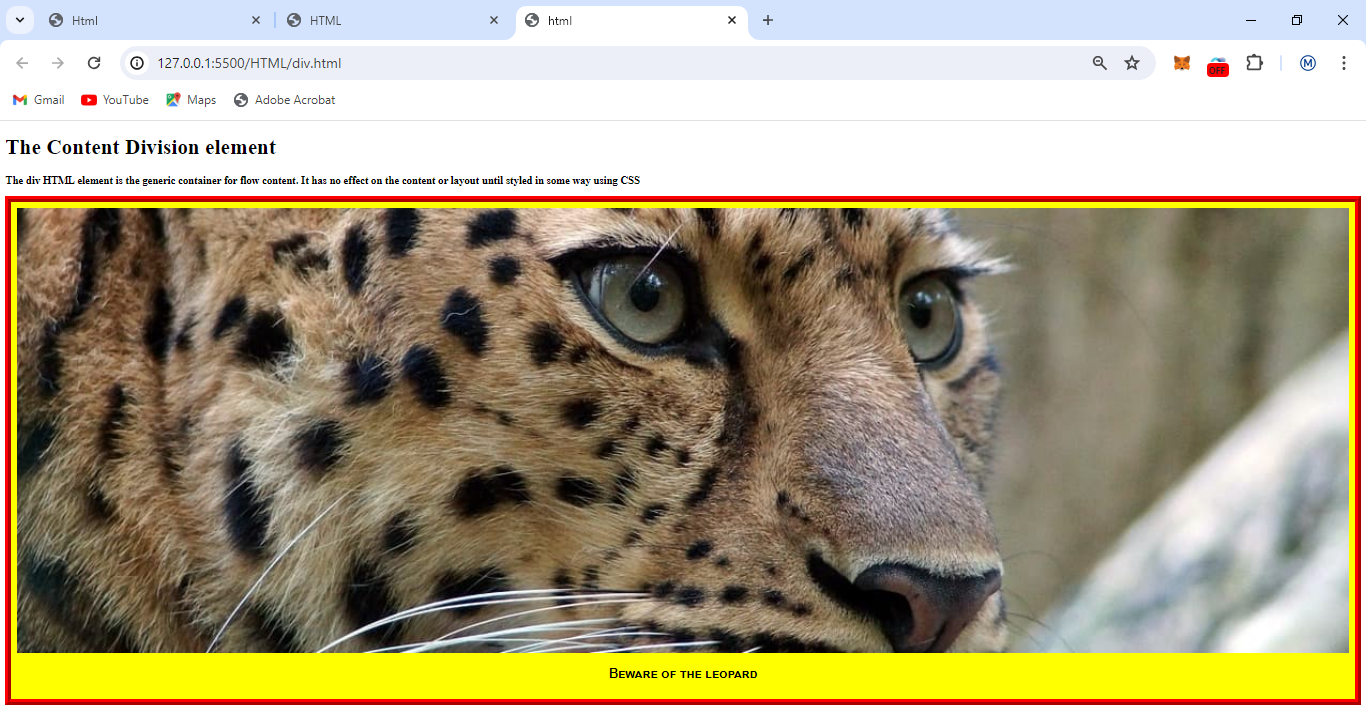 Html
HTML
html
127.0.0.1:5500/HTML/div.html
OFF
M
Gmail
YouTube
Maps
Adobe Acrobat
The Content Division element
The div HTML element is the generic container for flow content. It has no effect on the content or layout until styled in some way using CSS
Beware of the leopard